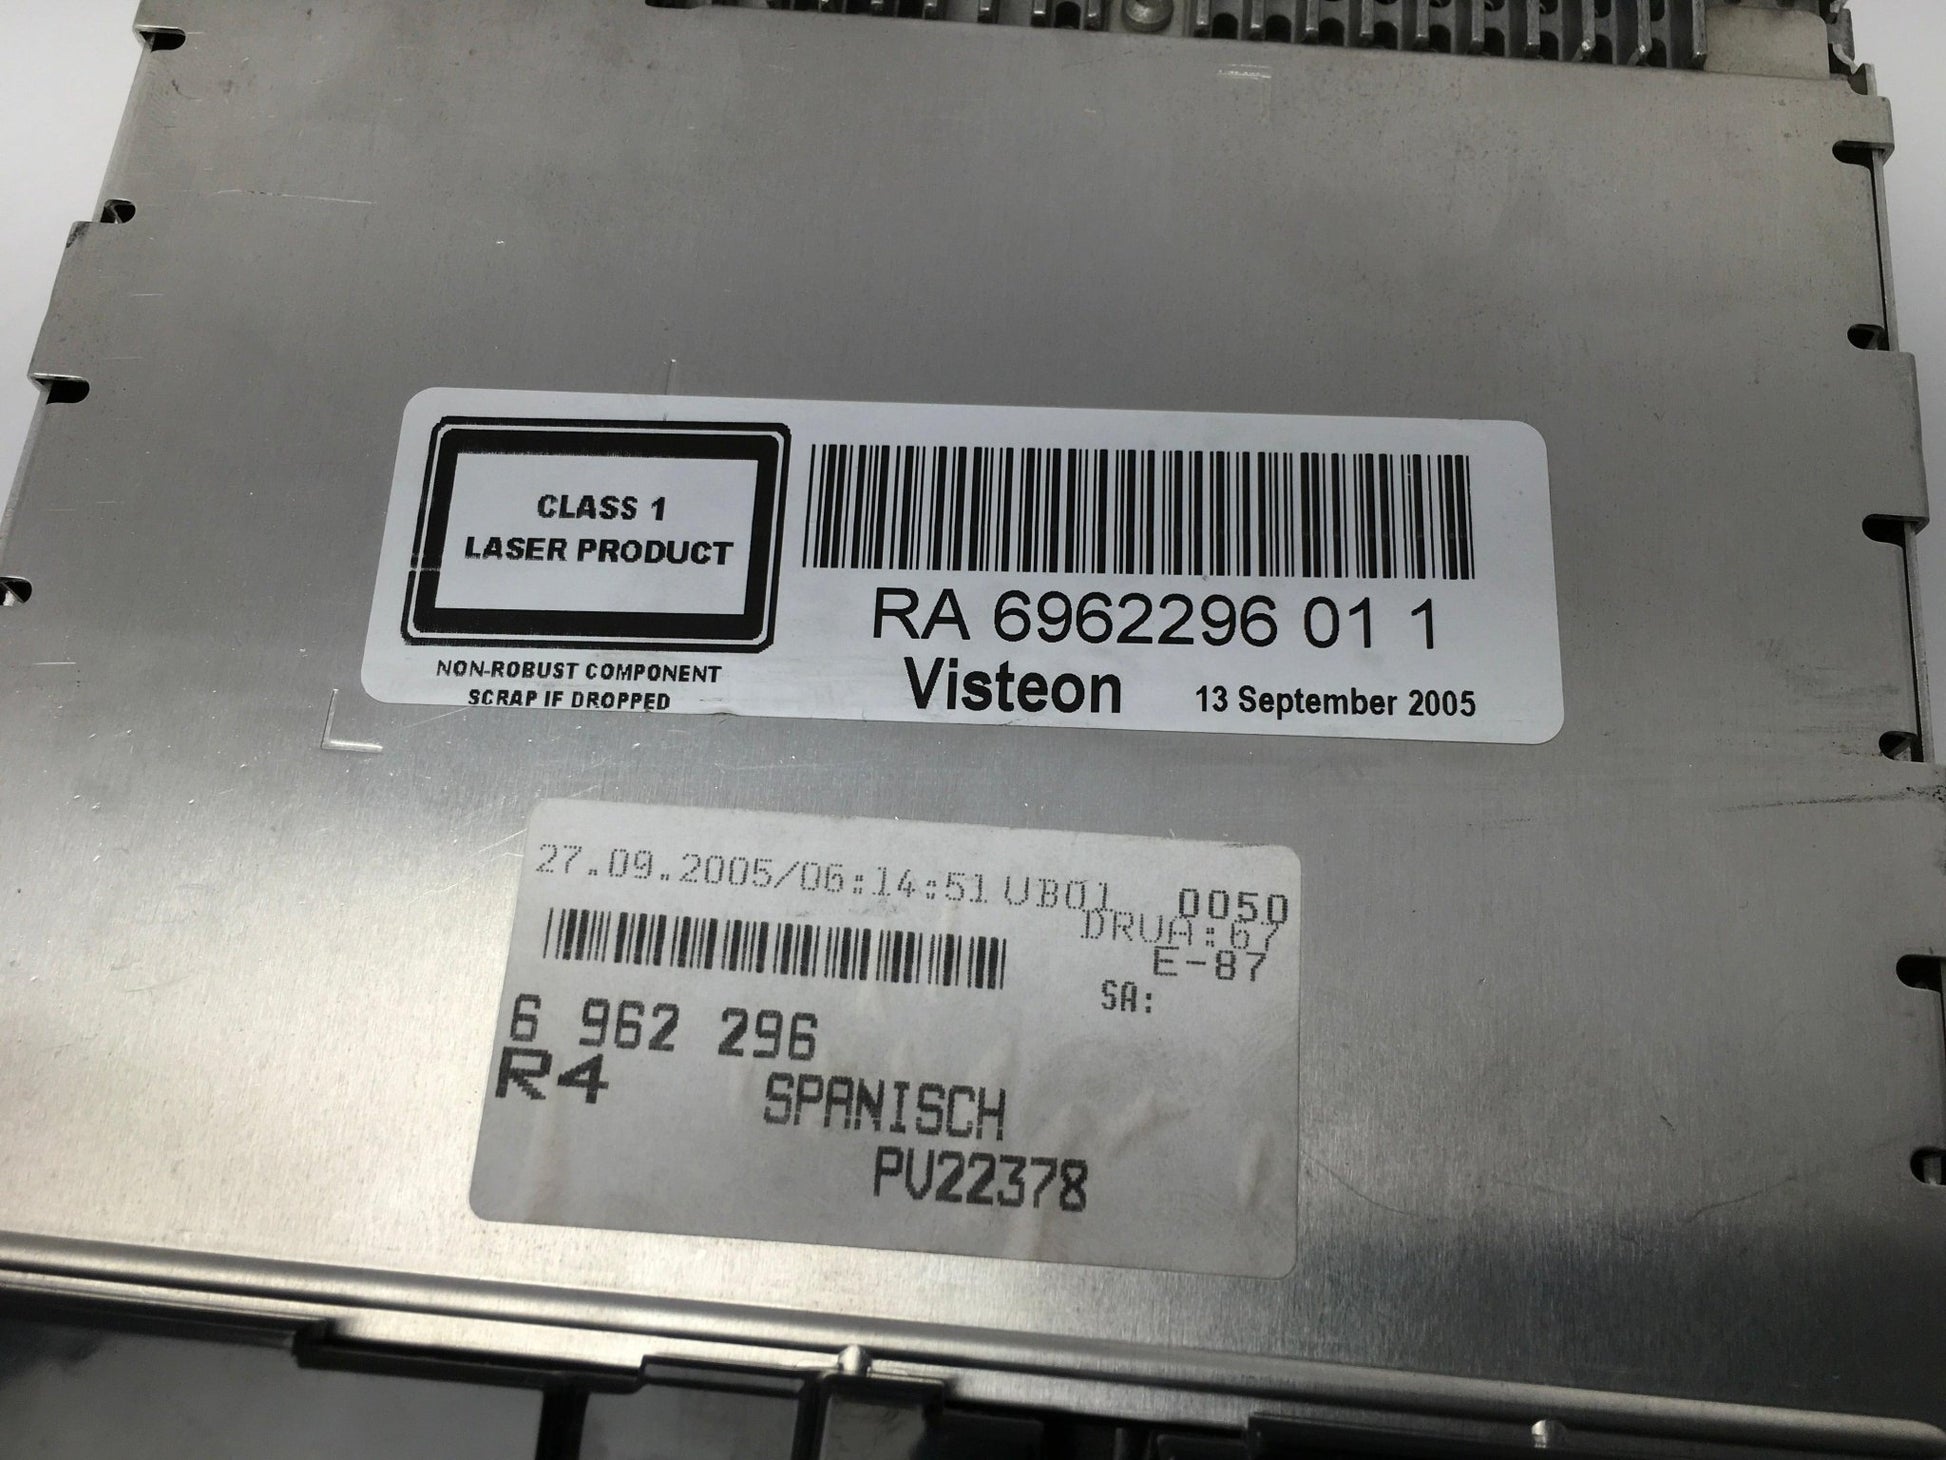 CLASS 1
LASER PRODUCT
NON-ROBUST COMPONENT
SCRAP IF DROPPED
RA 6962296 01 1
Visteon 13 September 2005
27.09.2005/06:14:51 UB01 0050
DRUA:67
E-87
SA:
6 962 296
R4
SPANISCH
PV22378